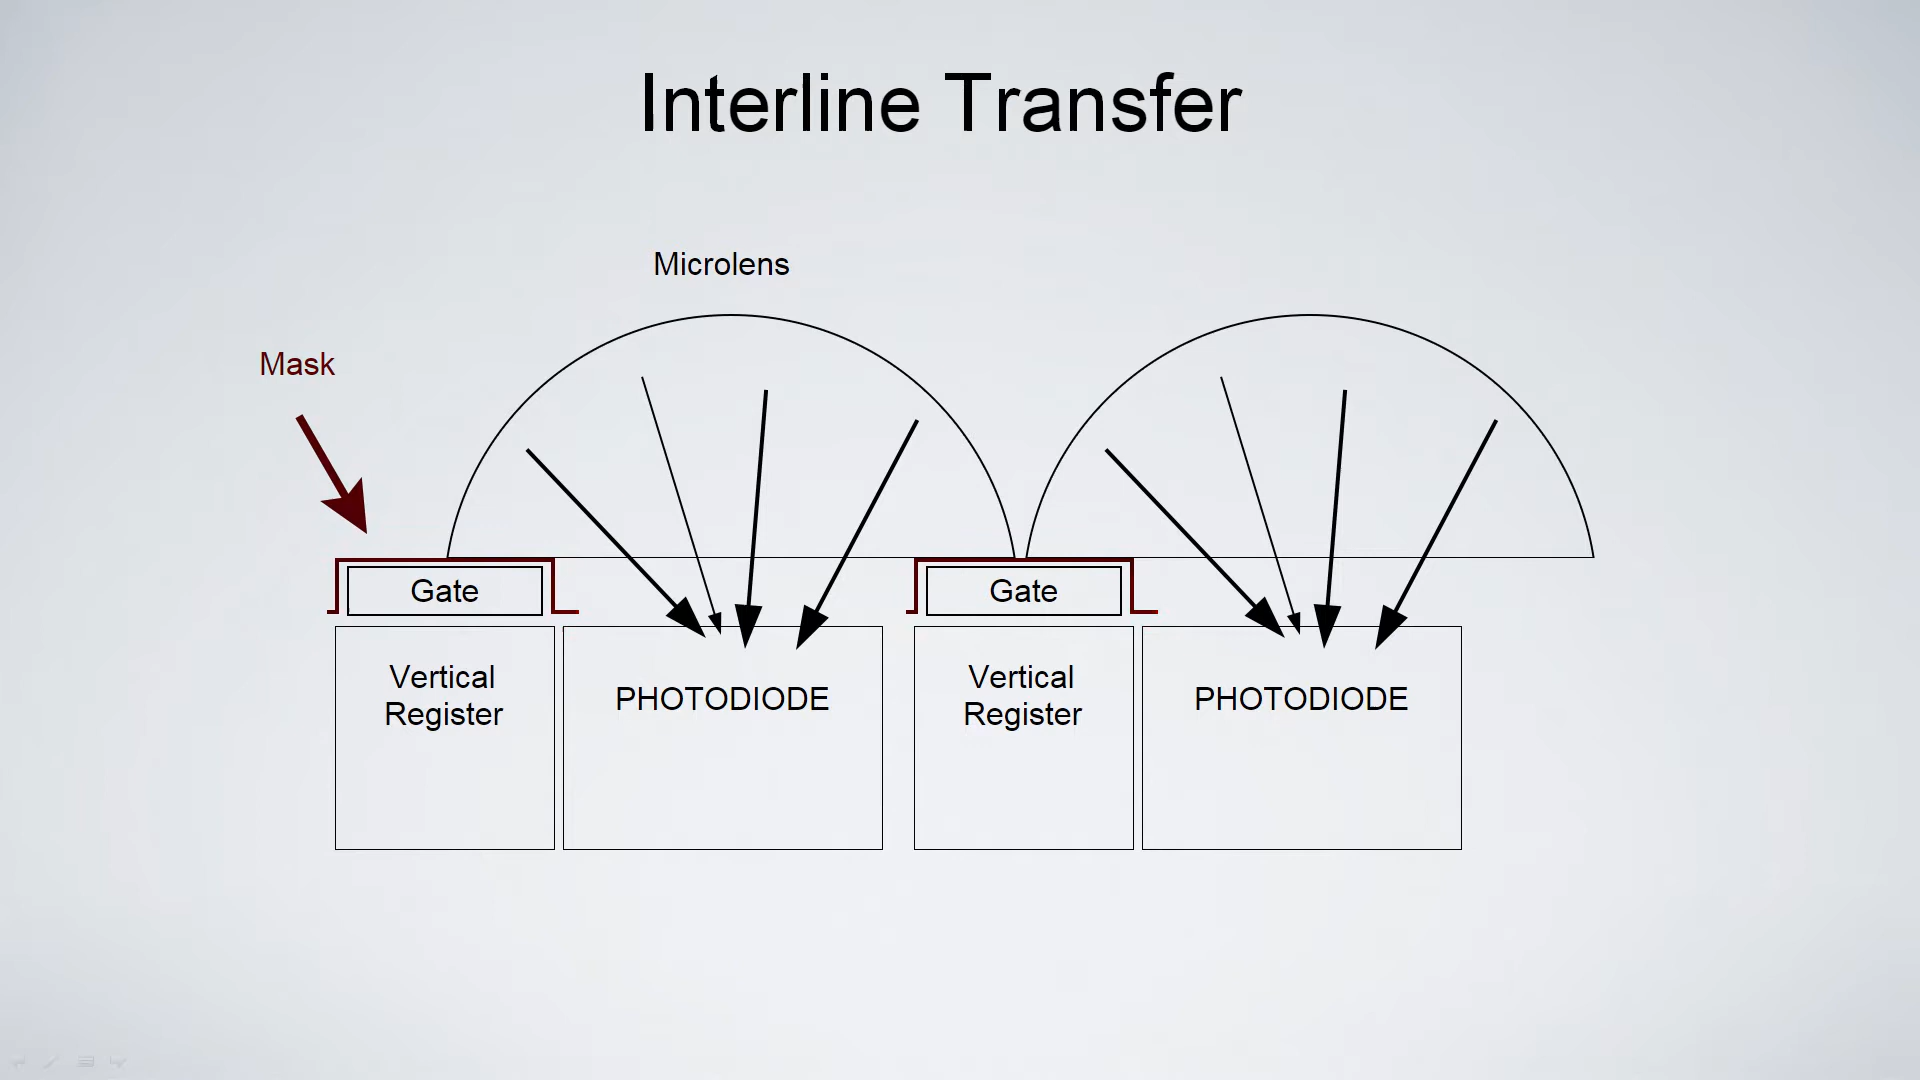 Interline Transfer
Microlens
Mask
Gate
Gate
Vertical
Register
PHOTODIODE
Vertical
Register
PHOTODIODE